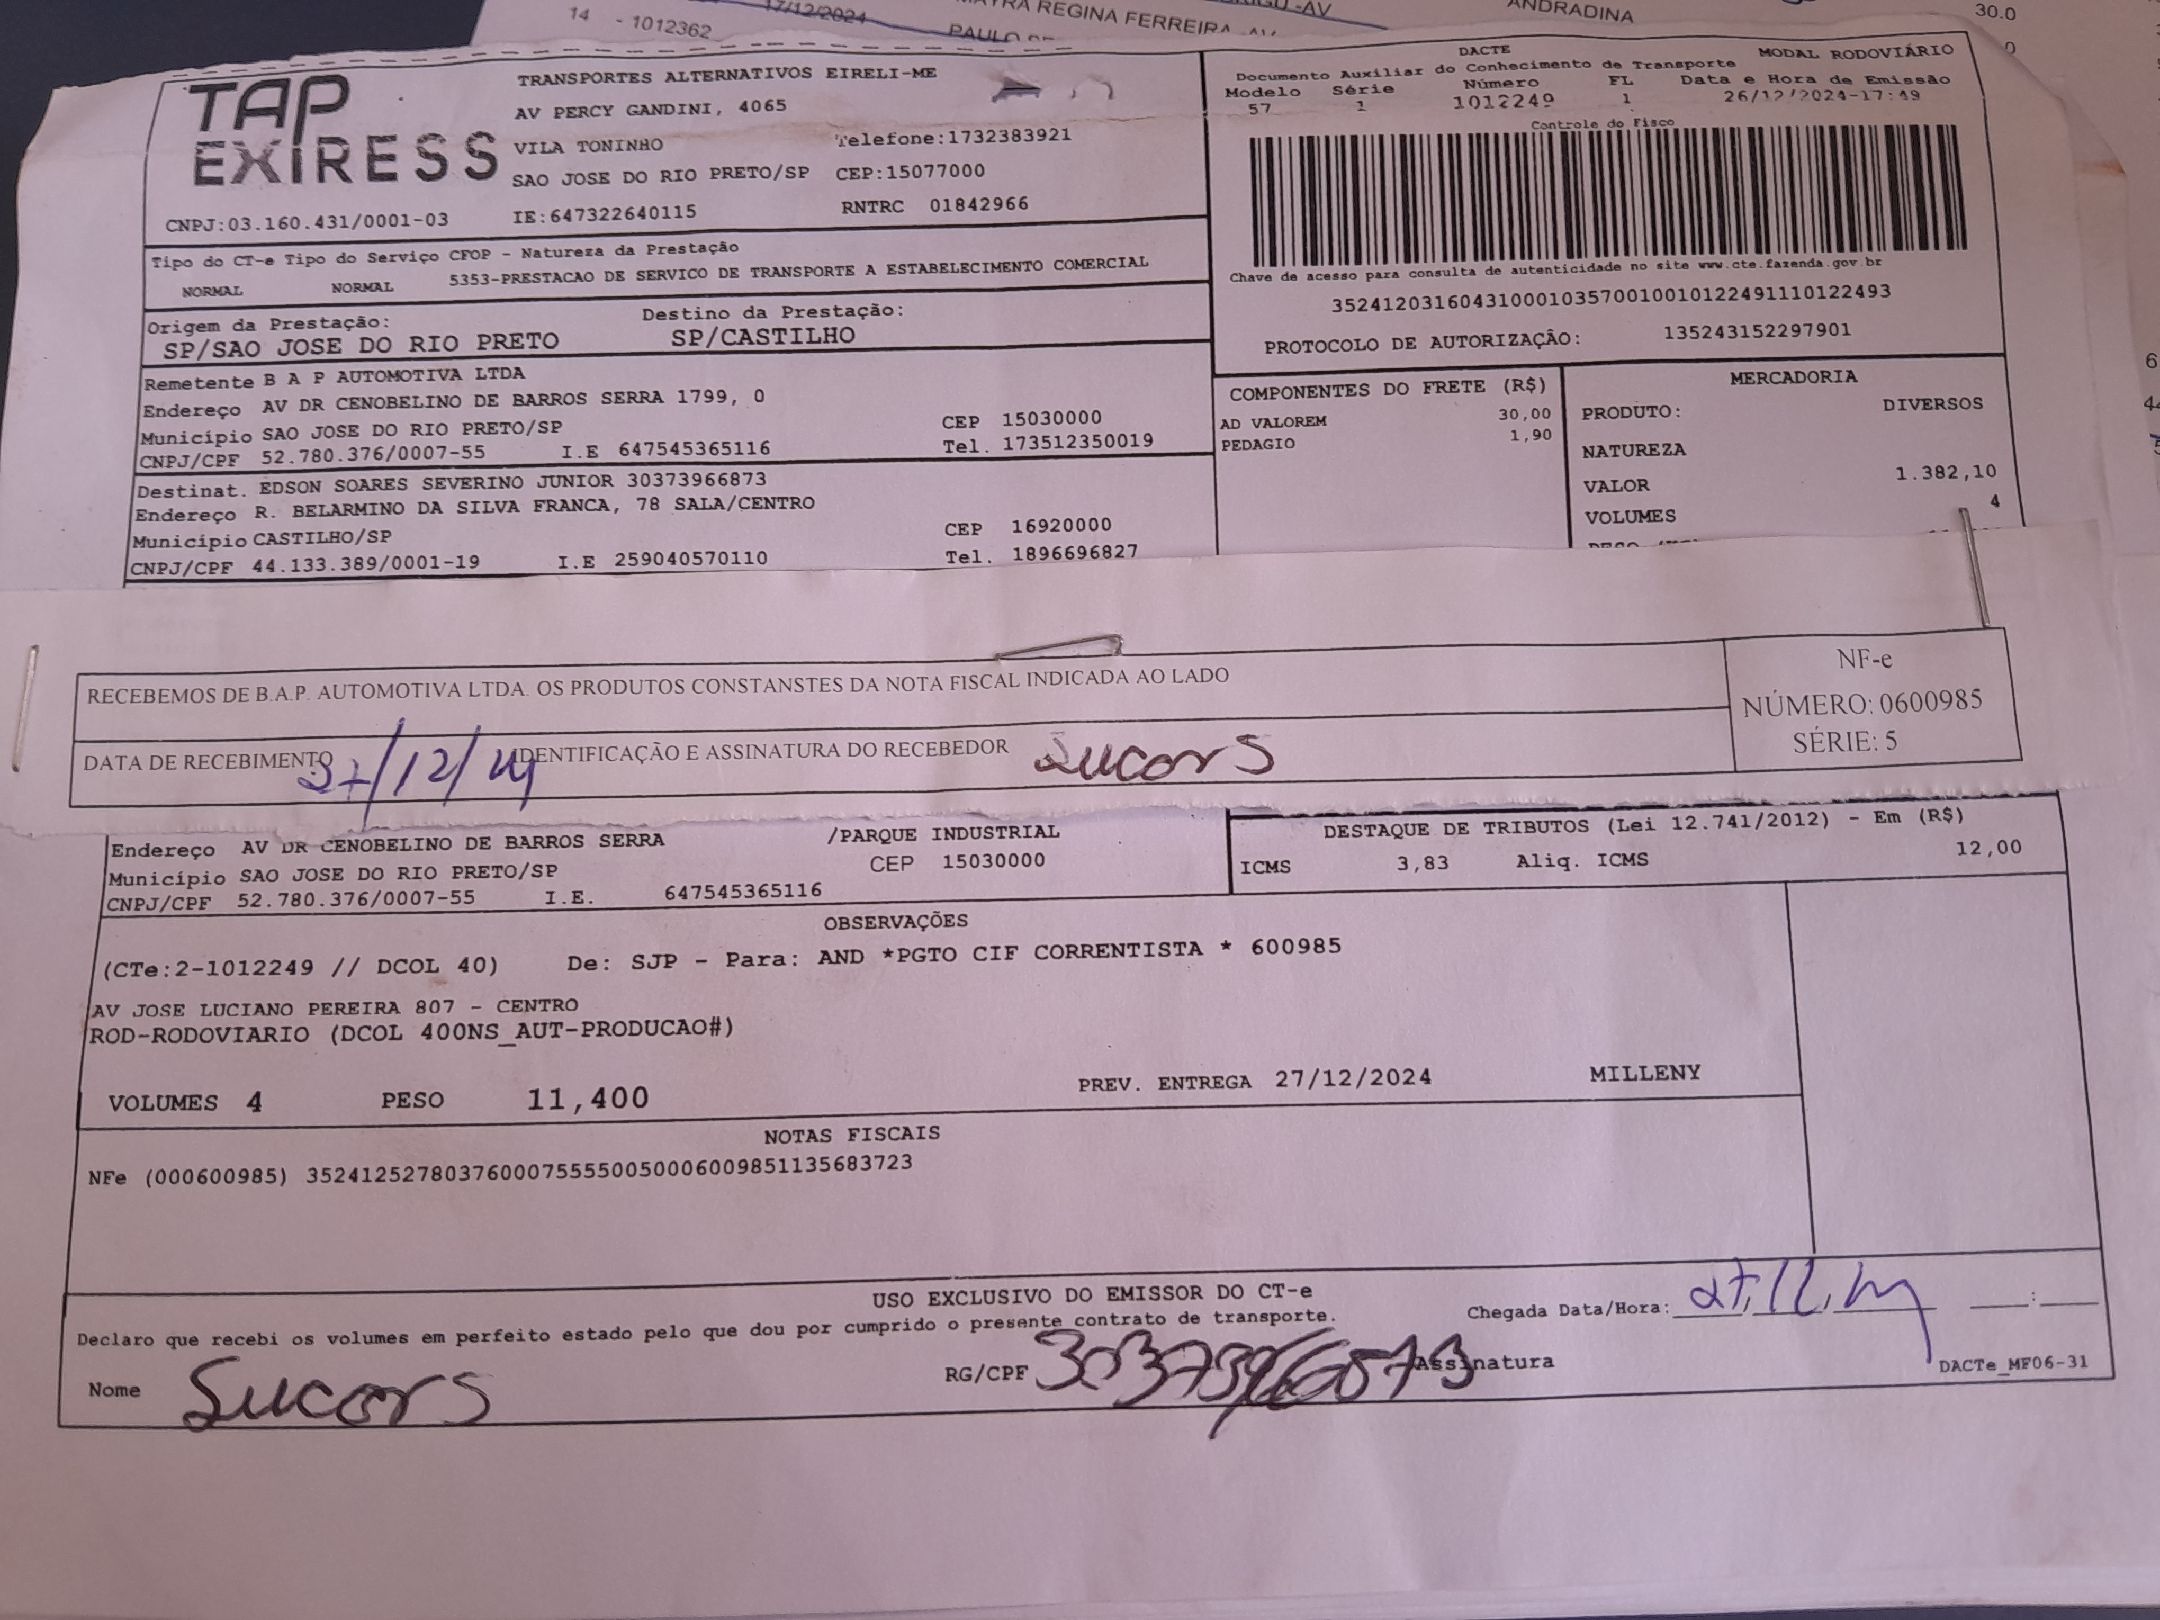 17/12/2024
MAYRA REGINA FERREIRA -AV
ANDRADINA
30.0
14 - 1012362
TAP
EXPRESS
TRANSPORTES ALTERNATIVOS EIRELI-ME
AV PERCY GANDINI, 4065
VILA TONINHO
Telefone:1732383921
SAO JOSE DO RIO PRETO/SP CEP:15077000
CNPJ:03.160.431/0001-03 IE:647322640115 RNTRC 01842966
DACTE MODAL RODOVIÁRIO
Documento Auxiliar do Conhecimento de Transporte
Modelo Série Número FL Data e Hora de Emissão
57 1 1012249 1 26/12/2024-17:49
Controle do Fisco
Chave de acesso para consulta de autenticidade no site www.cte.fazenda.gov.br
35241203160431000103570010010122491110122493
PROTOCOLO DE AUTORIZAÇÃO: 135243152297901
Tipo do CT-e Tipo do Serviço CFOP - Natureza da Prestação
NORMAL NORMAL 5353-PRESTACAO DE SERVICO DE TRANSPORTE A ESTABELECIMENTO COMERCIAL
Origem da Prestação: Destino da Prestação:
SP/SAO JOSE DO RIO PRETO SP/CASTILHO
Remetente B A P AUTOMOTIVA LTDA
Endereço AV DR CENOBELINO DE BARROS SERRA 1799, 0
Município SAO JOSE DO RIO PRETO/SP CEP 15030000
CNPJ/CPF 52.780.376/0007-55 I.E 647545365116 Tel. 173512350019
Destinat. EDSON SOARES SEVERINO JUNIOR 30373966873
Endereço R. BELARMINO DA SILVA FRANCA, 78 SALA/CENTRO
Município CASTILHO/SP CEP 16920000
CNPJ/CPF 44.133.389/0001-19 I.E 259040570110 Tel. 1896696827
COMPONENTES DO FRETE (R$)
AD VALOREM 30,00
PEDAGIO 1,90
MERCADORIA
PRODUTO: DIVERSOS
NATUREZA
VALOR 1.382,10
VOLUMES 4
RECEBEMOS DE B.A.P. AUTOMOTIVA LTDA. OS PRODUTOS CONSTANSTES DA NOTA FISCAL INDICADA AO LADO
DATA DE RECEBIMENTO 27/12/24 IDENTIFICAÇÃO E ASSINATURA DO RECEBEDOR
NF-e
NÚMERO: 0600985
SÉRIE: 5
Endereço AV DR CENOBELINO DE BARROS SERRA /PARQUE INDUSTRIAL
Município SAO JOSE DO RIO PRETO/SP CEP 15030000
CNPJ/CPF 52.780.376/0007-55 I.E. 647545365116
DESTAQUE DE TRIBUTOS (Lei 12.741/2012) - Em (R$)
ICMS 3,83 Aliq. ICMS 12,00
OBSERVAÇÕES
(CTe:2-1012249 // DCOL 40) De: SJP - Para: AND *PGTO CIF CORRENTISTA * 600985
AV JOSE LUCIANO PEREIRA 807 - CENTRO
ROD-RODOVIARIO (DCOL 400NS_AUT-PRODUCAO#)
VOLUMES 4 PESO 11,400 PREV. ENTREGA 27/12/2024 MILLENY
NOTAS FISCAIS
NFe (000600985) 35241252780376000755550050006009851135683723
USO EXCLUSIVO DO EMISSOR DO CT-e
Declaro que recebi os volumes em perfeito estado pelo que dou por cumprido o presente contrato de transporte.
Chegada Data/Hora: 27/12/24 :
Nome RG/CPF 30373966873 Assinatura
DACTe_MF06-31